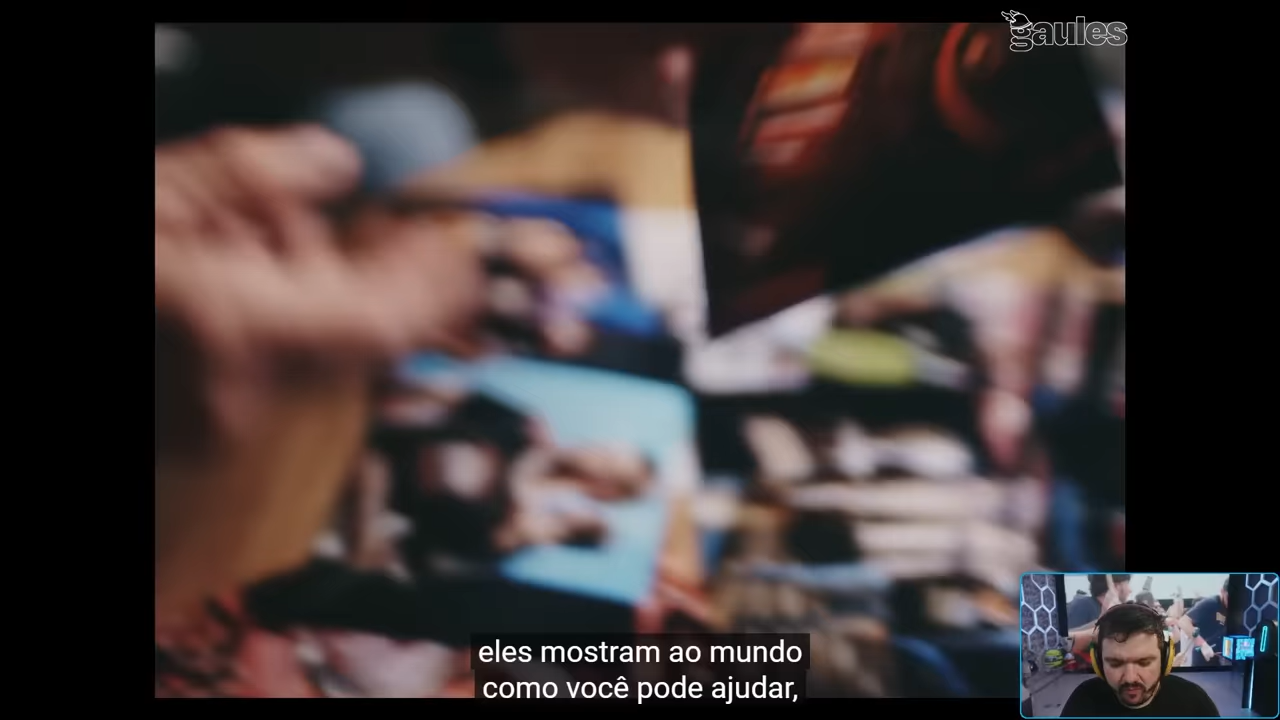 gaules
eles mostram ao mundo
como você pode ajudar,